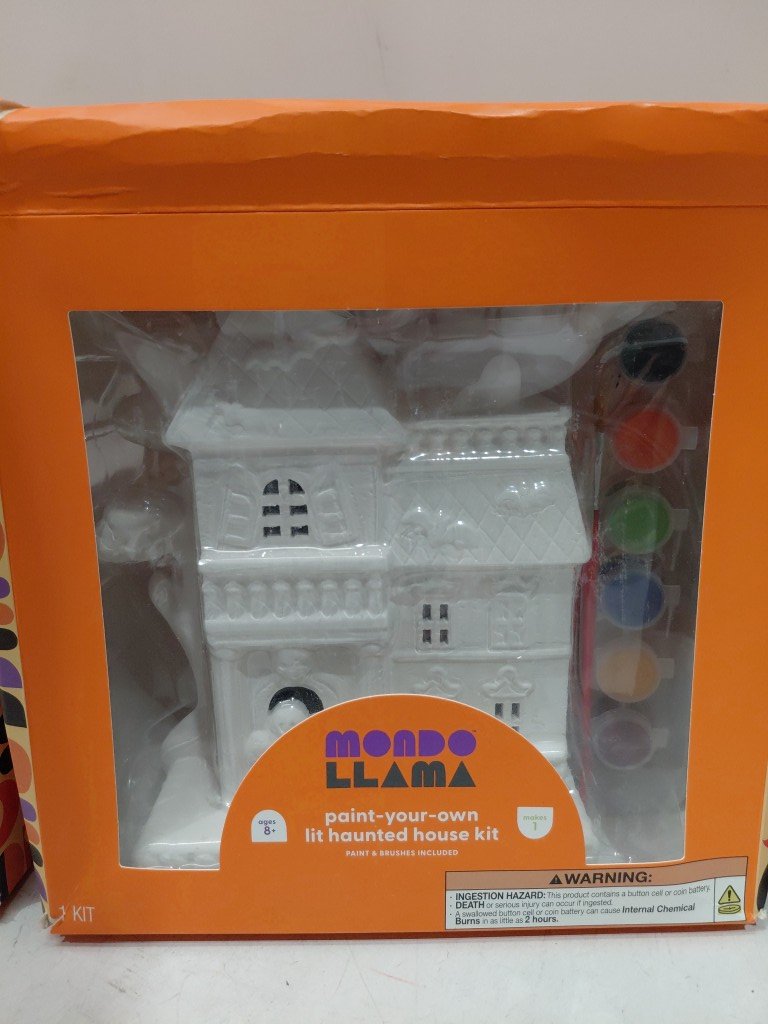 MONDO
LLAMA™
paint-your-own
lit haunted house kit
PAINT & BRUSHES INCLUDED
ages
8+
makes
1
1 KIT
⚠WARNING:
· INGESTION HAZARD: This product contains a button cell or coin battery.
· DEATH or serious injury can occur if ingested.
· A swallowed button cell or coin battery can cause Internal Chemical
Burns in as little as 2 hours.